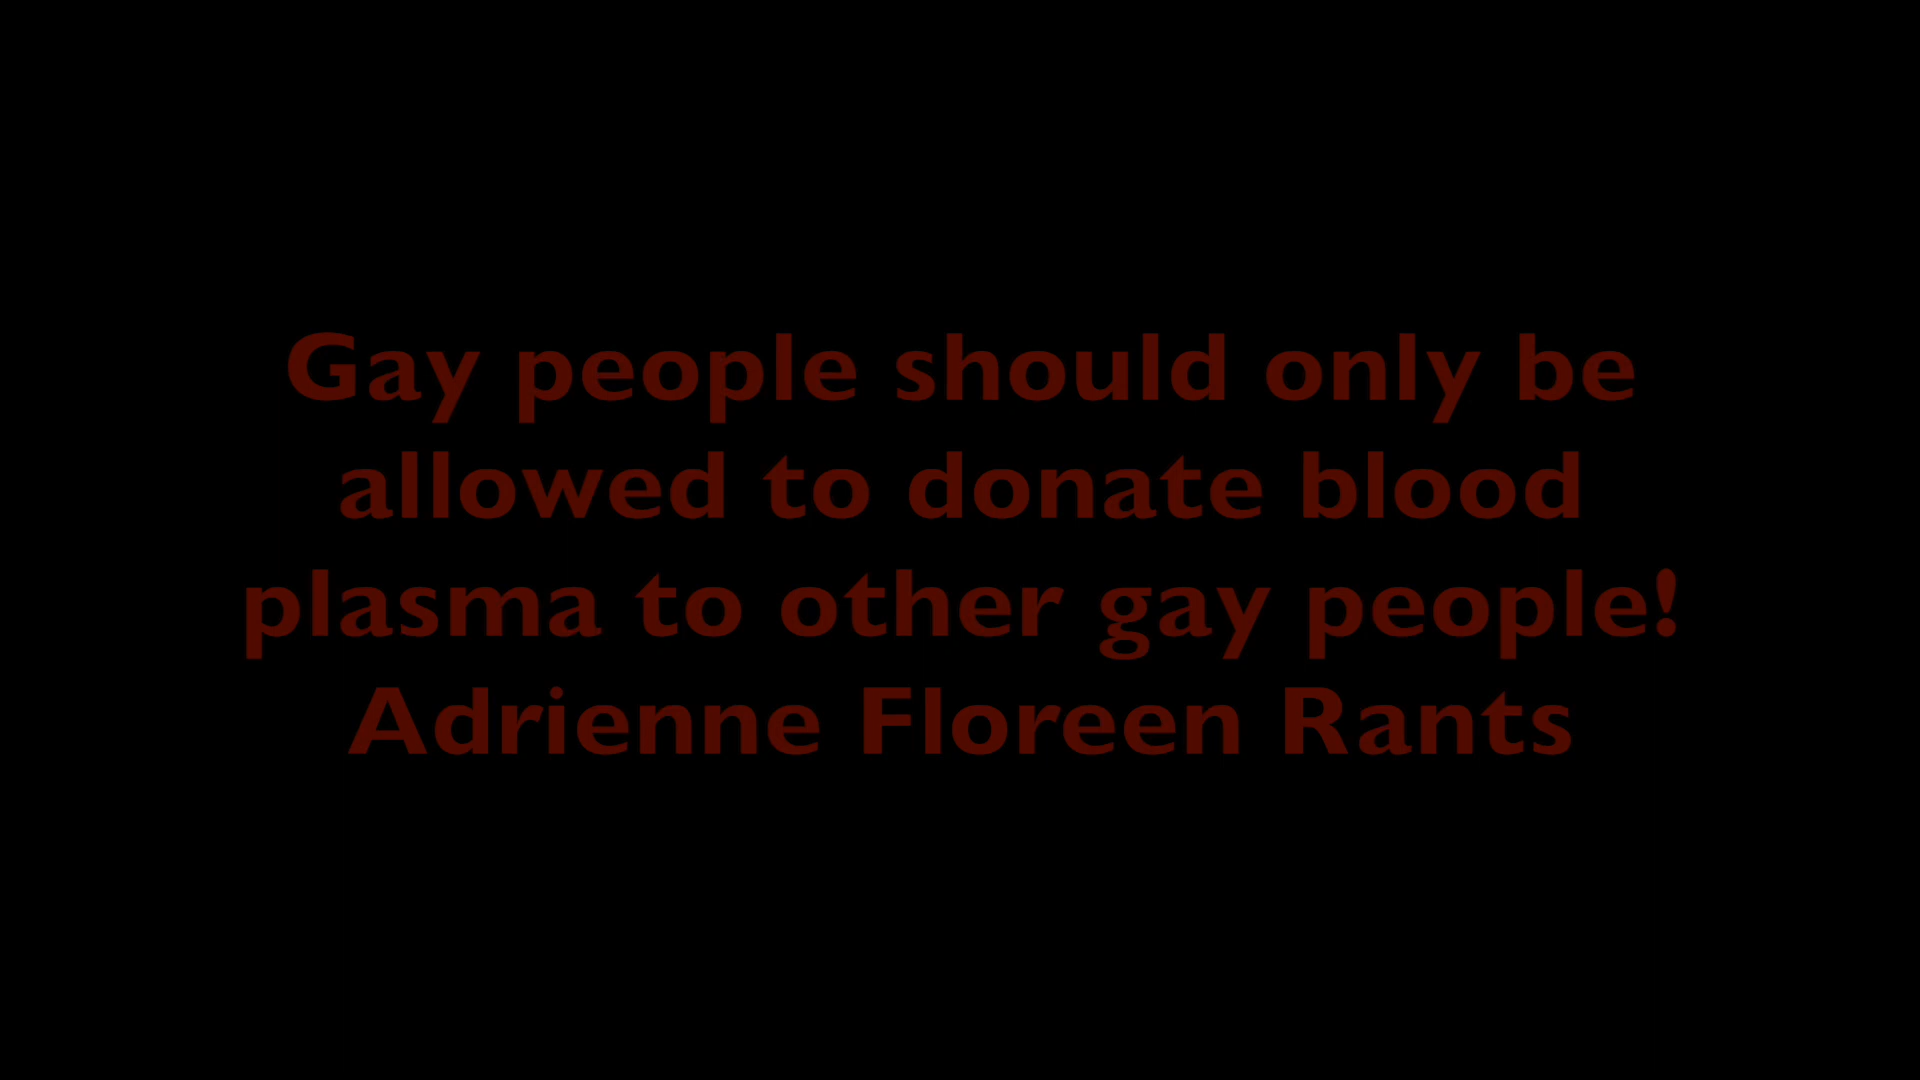 Gay people should only be
allowed to donate blood
plasma to other gay people!
Adrienne Floreen Rants